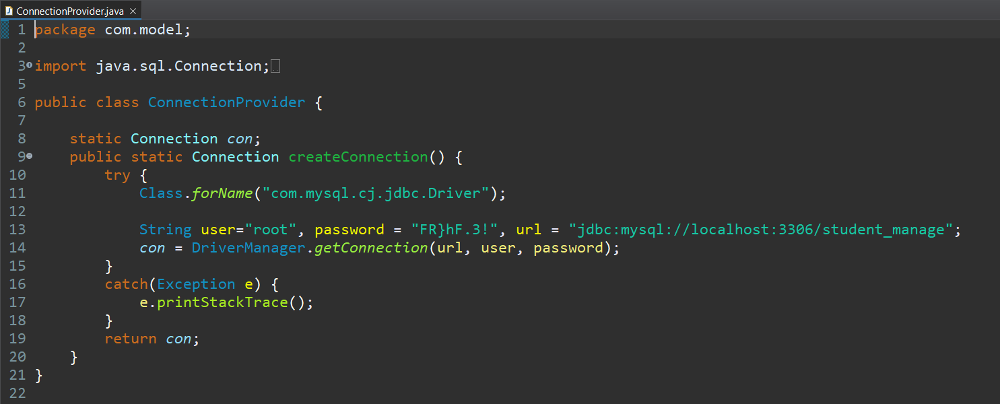 ConnectionProvider.java
1 package com.model;
2
3 import java.sql.Connection;
5
6 public class ConnectionProvider {
7
8     static Connection con;
9     public static Connection createConnection() {
10         try {
11             Class.forName("com.mysql.cj.jdbc.Driver");
12
13             String user="root", password = "FR}hF.3!", url = "jdbc:mysql://localhost:3306/student_manage";
14             con = DriverManager.getConnection(url, user, password);
15         }
16         catch(Exception e) {
17             e.printStackTrace();
18         }
19         return con;
20     }
21 }
22